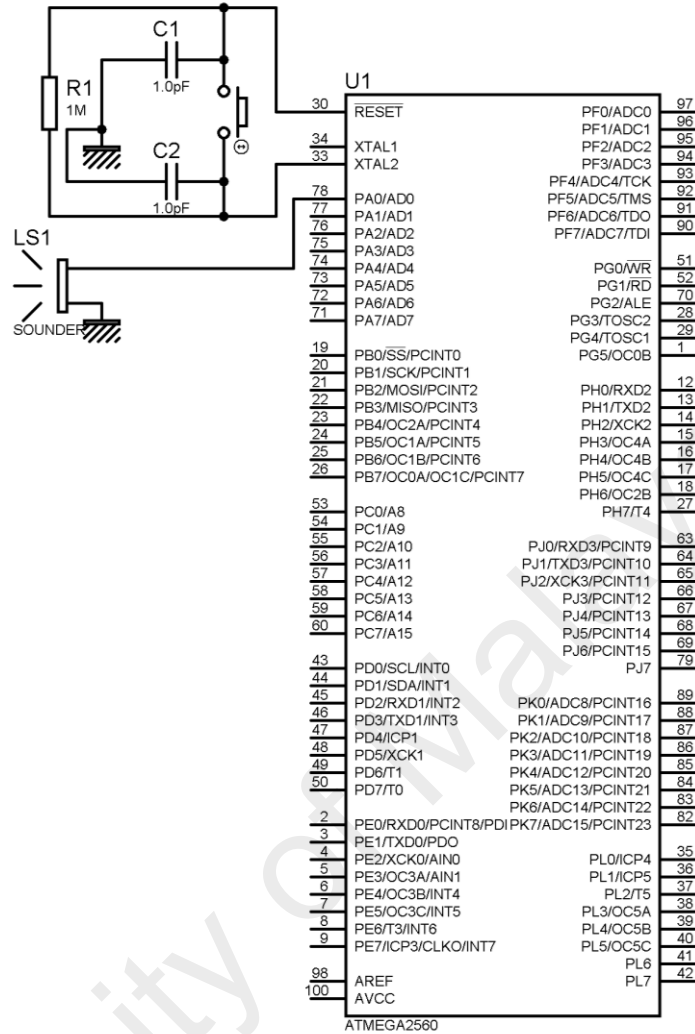 C1
1.0pF
R1
1M
C2
1.0pF
LS1
SOUNDER
U1
30 RESET PF0/ADC0 97
PF1/ADC1 96
34 XTAL1 PF2/ADC2 95
33 XTAL2 PF3/ADC3 94
PF4/ADC4/TCK 93
78 PA0/AD0 PF5/ADC5/TMS 92
77 PA1/AD1 PF6/ADC6/TDO 91
76 PA2/AD2 PF7/ADC7/TDI 90
75 PA3/AD3
74 PA4/AD4 PG0/WR 51
73 PA5/AD5 PG1/RD 52
72 PA6/AD6 PG2/ALE 70
71 PA7/AD7 PG3/TOSC2 28
PG4/TOSC1 29
19 PB0/SS/PCINT0 PG5/OC0B 1
20 PB1/SCK/PCINT1
21 PB2/MOSI/PCINT2 PH0/RXD2 12
22 PB3/MISO/PCINT3 PH1/TXD2 13
23 PB4/OC2A/PCINT4 PH2/XCK2 14
24 PB5/OC1A/PCINT5 PH3/OC4A 15
25 PB6/OC1B/PCINT6 PH4/OC4B 16
26 PB7/OC0A/OC1C/PCINT7 PH5/OC4C 17
PH6/OC2B 18
53 PC0/A8 PH7/T4 27
54 PC1/A9
55 PC2/A10 PJ0/RXD3/PCINT9 63
56 PC3/A11 PJ1/TXD3/PCINT10 64
57 PC4/A12 PJ2/XCK3/PCINT11 65
58 PC5/A13 PJ3/PCINT12 66
59 PC6/A14 PJ4/PCINT13 67
60 PC7/A15 PJ5/PCINT14 68
PJ6/PCINT15 69
43 PD0/SCL/INT0 PJ7 79
44 PD1/SDA/INT1
45 PD2/RXD1/INT2 PK0/ADC8/PCINT16 89
46 PD3/TXD1/INT3 PK1/ADC9/PCINT17 88
47 PD4/ICP1 PK2/ADC10/PCINT18 87
48 PD5/XCK1 PK3/ADC11/PCINT19 86
49 PD6/T1 PK4/ADC12/PCINT20 85
50 PD7/T0 PK5/ADC13/PCINT21 84
PK6/ADC14/PCINT22 83
2 PE0/RXD0/PCINT8/PDI PK7/ADC15/PCINT23 82
3 PE1/TXD0/PDO
4 PE2/XCK0/AIN0 PL0/ICP4 35
5 PE3/OC3A/AIN1 PL1/ICP5 36
6 PE4/OC3B/INT4 PL2/T5 37
7 PE5/OC3C/INT5 PL3/OC5A 38
8 PE6/T3/INT6 PL4/OC5B 39
9 PE7/ICP3/CLKO/INT7 PL5/OC5C 40
PL6 41
98 AREF PL7 42
100 AVCC
ATMEGA2560
ity of Malay